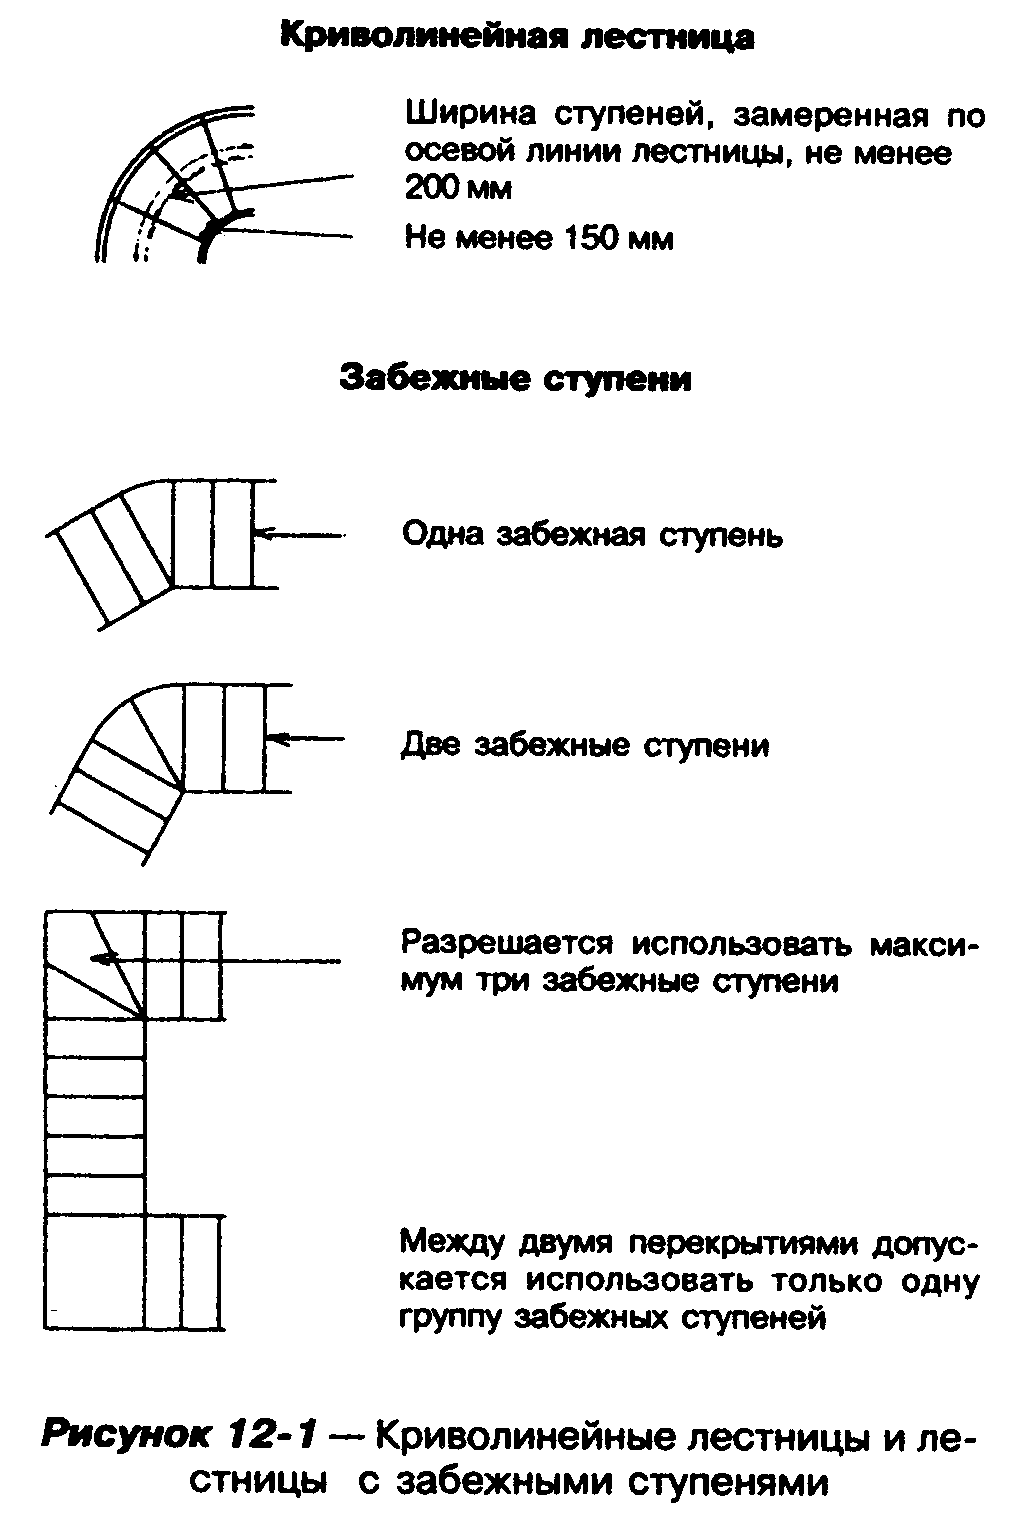 Криволинейная лестница
Ширина ступеней, замеренная по
осевой линии лестницы, не менее
200 мм
Не менее 150 мм
Забежные ступени
Одна забежная ступень
Две забежные ступени
Разрешается использовать макси-
мум три забежные ступени
Между двумя перекрытиями допус-
кается использовать только одну
группу забежных ступеней
Рисунок 12-1 — Криволинейные лестницы и ле-
стницы с забежными ступенями